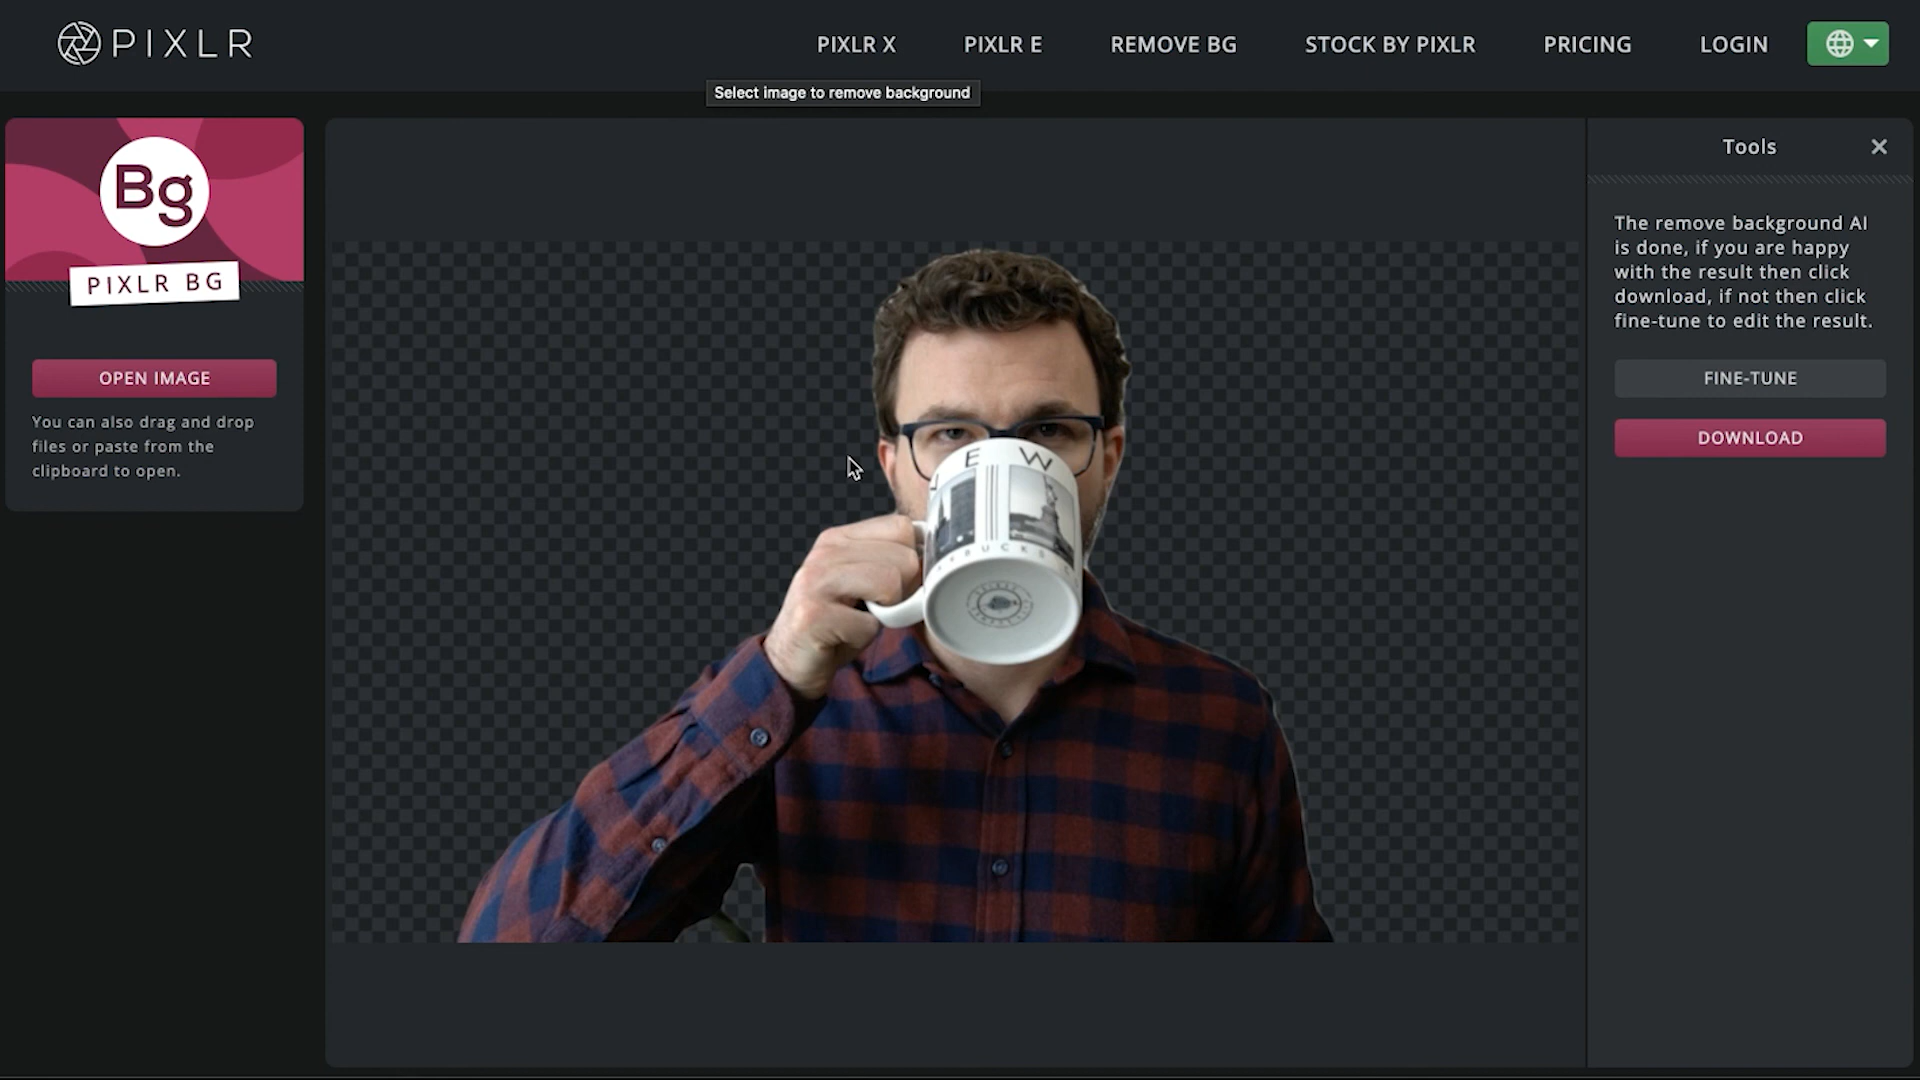 PIXLR
PIXLR X
PIXLR E
REMOVE BG
STOCK BY PIXLR
PRICING
LOGIN
Select image to remove background
Bg
PIXLR BG
OPEN IMAGE
You can also drag and drop
files or paste from the
clipboard to open.
E W
Tools
The remove background AI
is done, if you are happy
with the result then click
download, if not then click
fine-tune to edit the result.
FINE-TUNE
DOWNLOAD